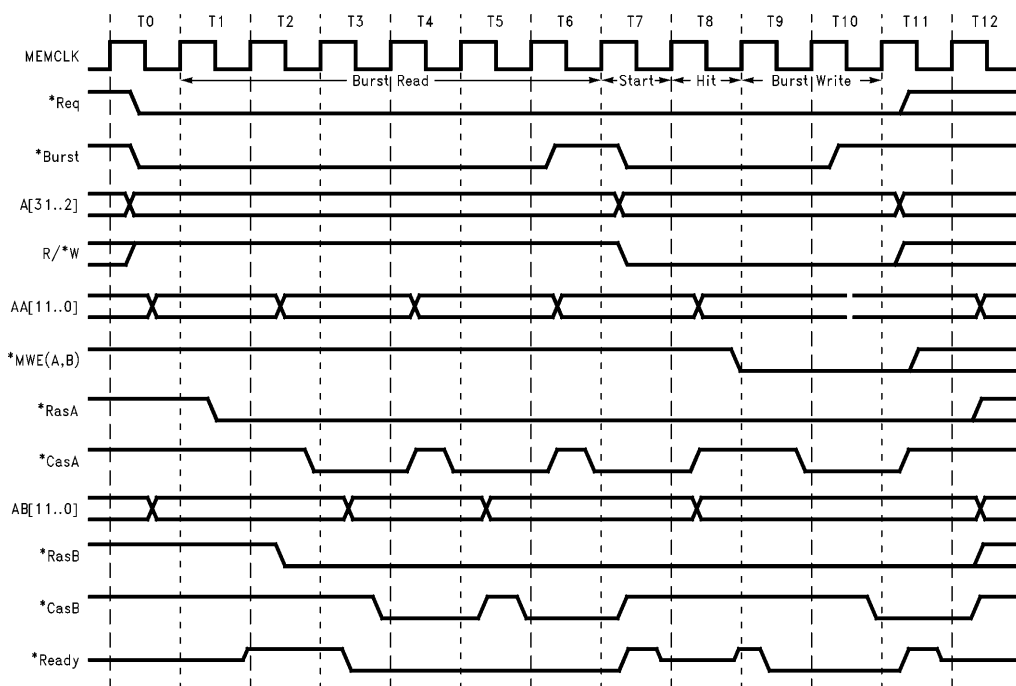 T0 T1 T2 T3 T4 T5 T6 T7 T8 T9 T10 T11 T12
MEMCLK
Burst Read Start Hit Burst Write
*Req
*Burst
A[31..2]
R/*W
AA[11..0]
*MWE(A,B)
*RasA
*CasA
AB[11..0]
*RasB
*CasB
*Ready